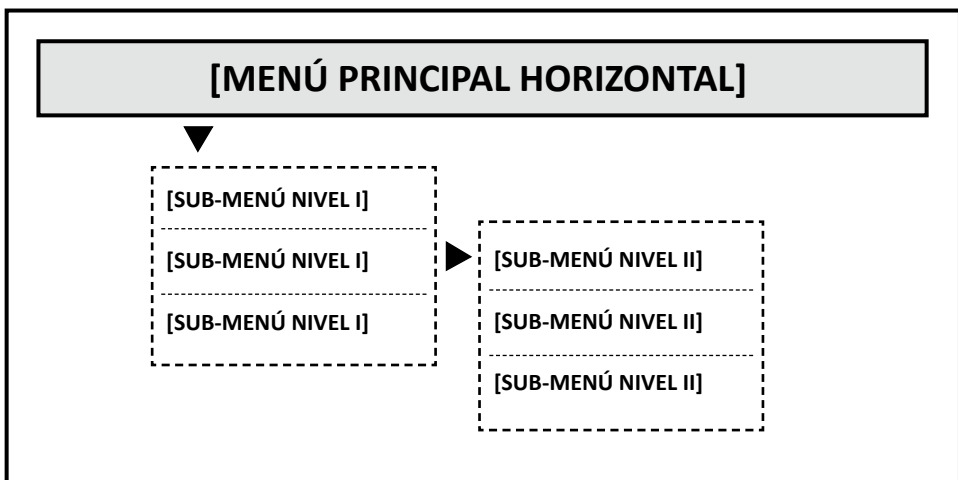 [MENÚ PRINCIPAL HORIZONTAL]
[SUB-MENÚ NIVEL I]
[SUB-MENÚ NIVEL I]
[SUB-MENÚ NIVEL I]
[SUB-MENÚ NIVEL II]
[SUB-MENÚ NIVEL II]
[SUB-MENÚ NIVEL II]